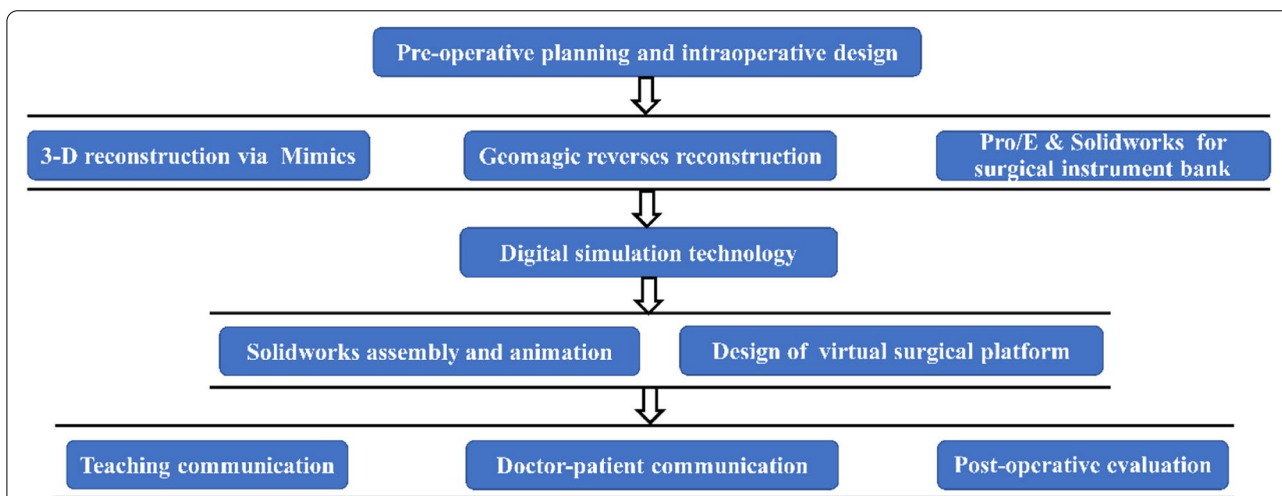 Pre-operative planning and intraoperative design
3-D reconstruction via Mimics
Geomagic reverses reconstruction
Pro/E & Solidworks for
surgical instrument bank
Digital simulation technology
Solidworks assembly and animation
Design of virtual surgical platform
Teaching communication
Doctor-patient communication
Post-operative evaluation